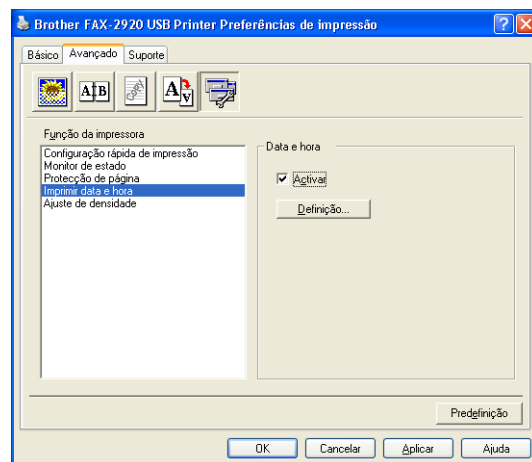 Brother FAX-2920 USB Printer Preferências de impressão
Básico
Avançado
Suporte
A B
A
A
Função da impressora
Configuração rápida de impressão
Monitor de estado
Protecção de página
Imprimir data e hora
Ajuste de densidade
Data e hora
Activar
Definição...
Predefinição
OK
Cancelar
Aplicar
Ajuda